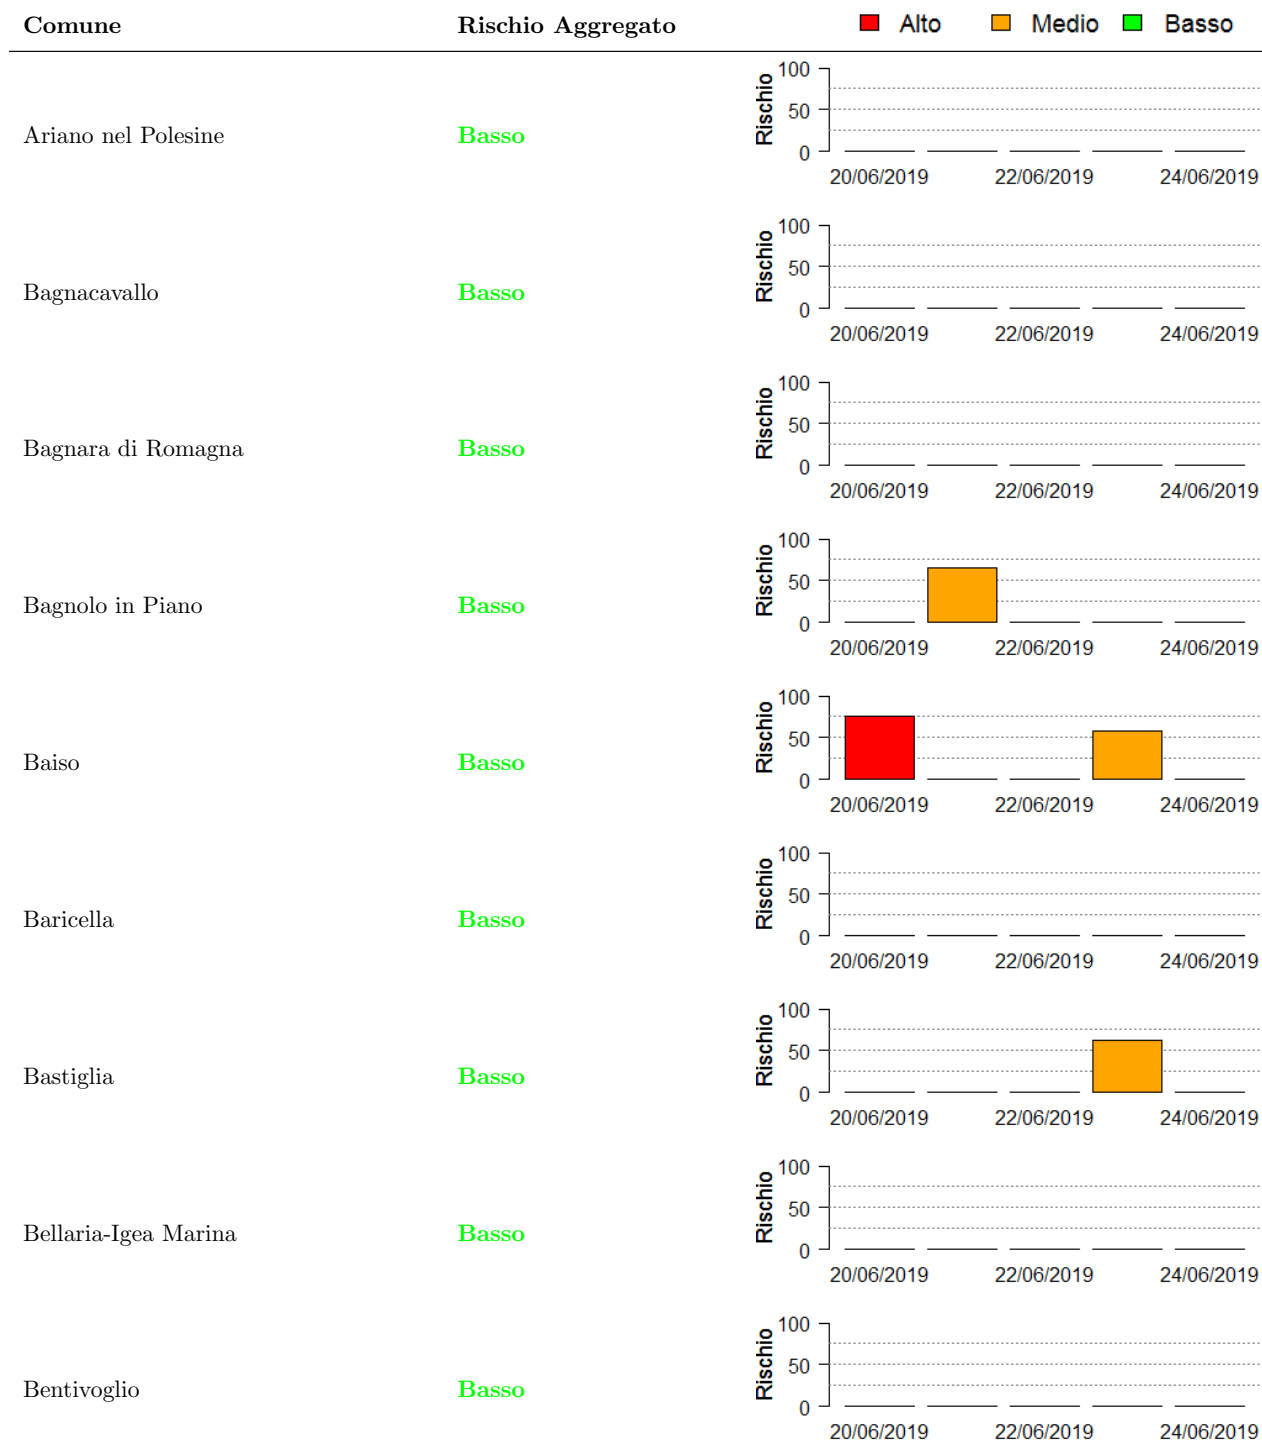 Comune Rischio Aggregato Alto Medio Basso
100
50
0
Rischio
Ariano nel Polesine Basso
20/06/2019 22/06/2019 24/06/2019
100
50
0
Rischio
Bagnacavallo Basso
20/06/2019 22/06/2019 24/06/2019
100
50
0
Rischio
Bagnara di Romagna Basso
20/06/2019 22/06/2019 24/06/2019
100
50
0
Rischio
Bagnolo in Piano Basso
20/06/2019 22/06/2019 24/06/2019
100
50
0
Rischio
Baiso Basso
20/06/2019 22/06/2019 24/06/2019
100
50
0
Rischio
Baricella Basso
20/06/2019 22/06/2019 24/06/2019
100
50
0
Rischio
Bastiglia Basso
20/06/2019 22/06/2019 24/06/2019
100
50
0
Rischio
Bellaria-Igea Marina Basso
20/06/2019 22/06/2019 24/06/2019
100
50
0
Rischio
Bentivoglio Basso
20/06/2019 22/06/2019 24/06/2019